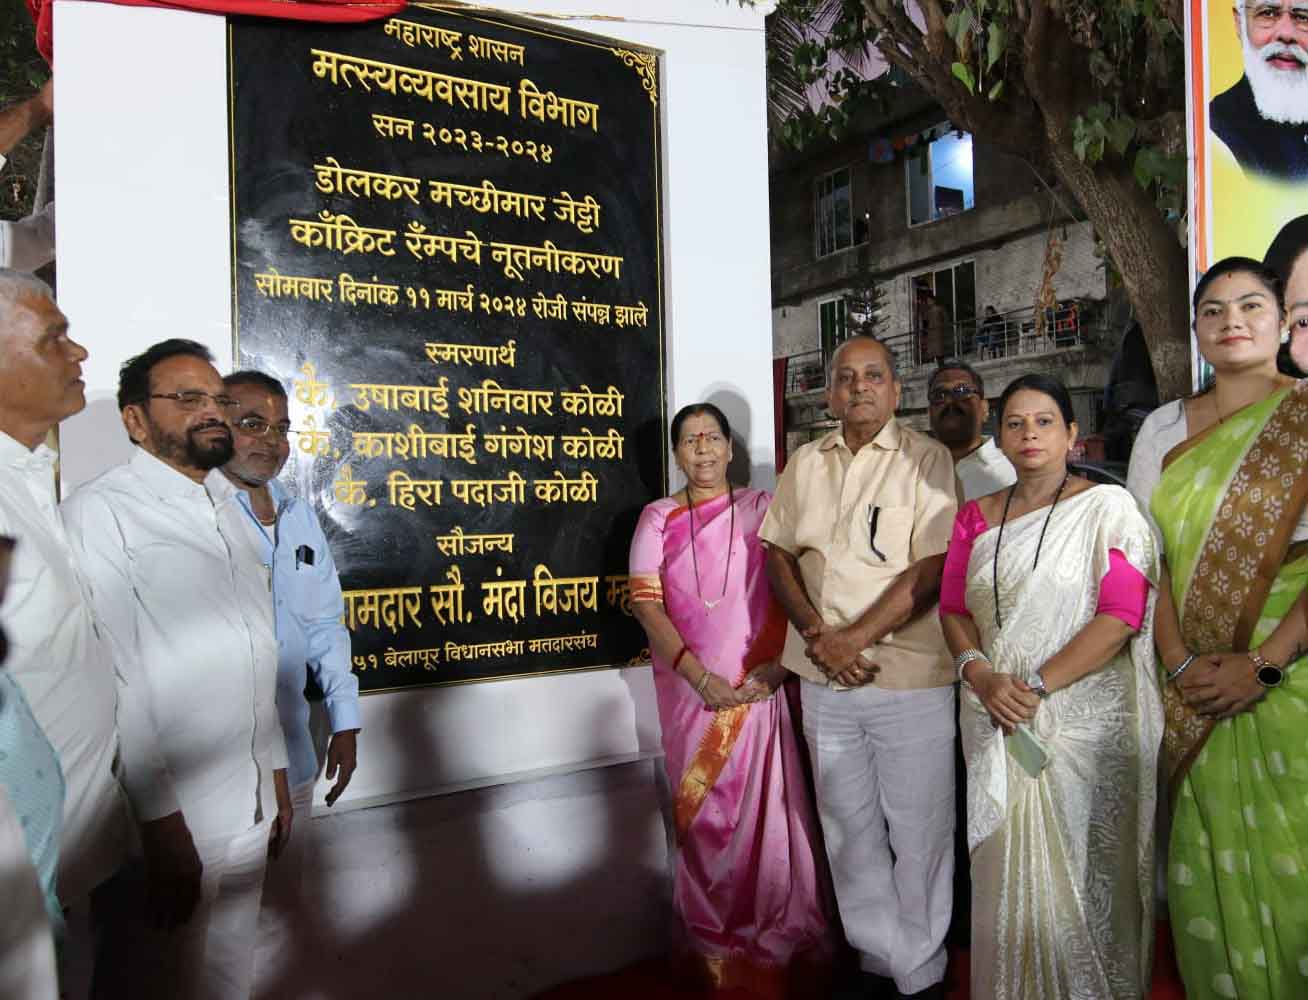 महाराष्ट्र शासन
मत्स्यव्यवसाय विभाग
सन २०२३-२०२४
डोलकर मच्छीमार जेट्टी
काँक्रिट रॅम्पचे नूतनीकरण
सोमवार दिनांक ११ मार्च २०२४ रोजी संपन्न झाले
स्मरणार्थ
कै. उषाबाई शनिवार कोळी
कै. काशीबाई गंगेश कोळी
कै. हिरा पदाजी कोळी
सौजन्य
सौ. मंदा विजय
बेलापूर विधानसभा मतदारसंघ